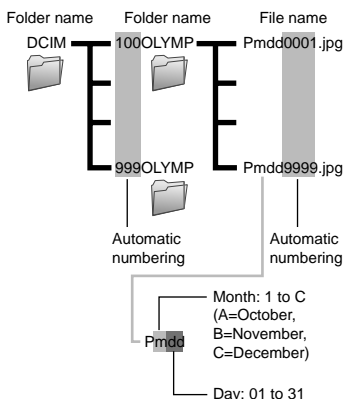 Folder name Folder name File name
DCIM 100OLYMP Pmdd0001.jpg
999OLYMP Pmdd9999.jpg
Automatic
numbering
Automatic
numbering
Month: 1 to C
(A=October,
B=November,
C=December)
Pmdd
Day: 01 to 31